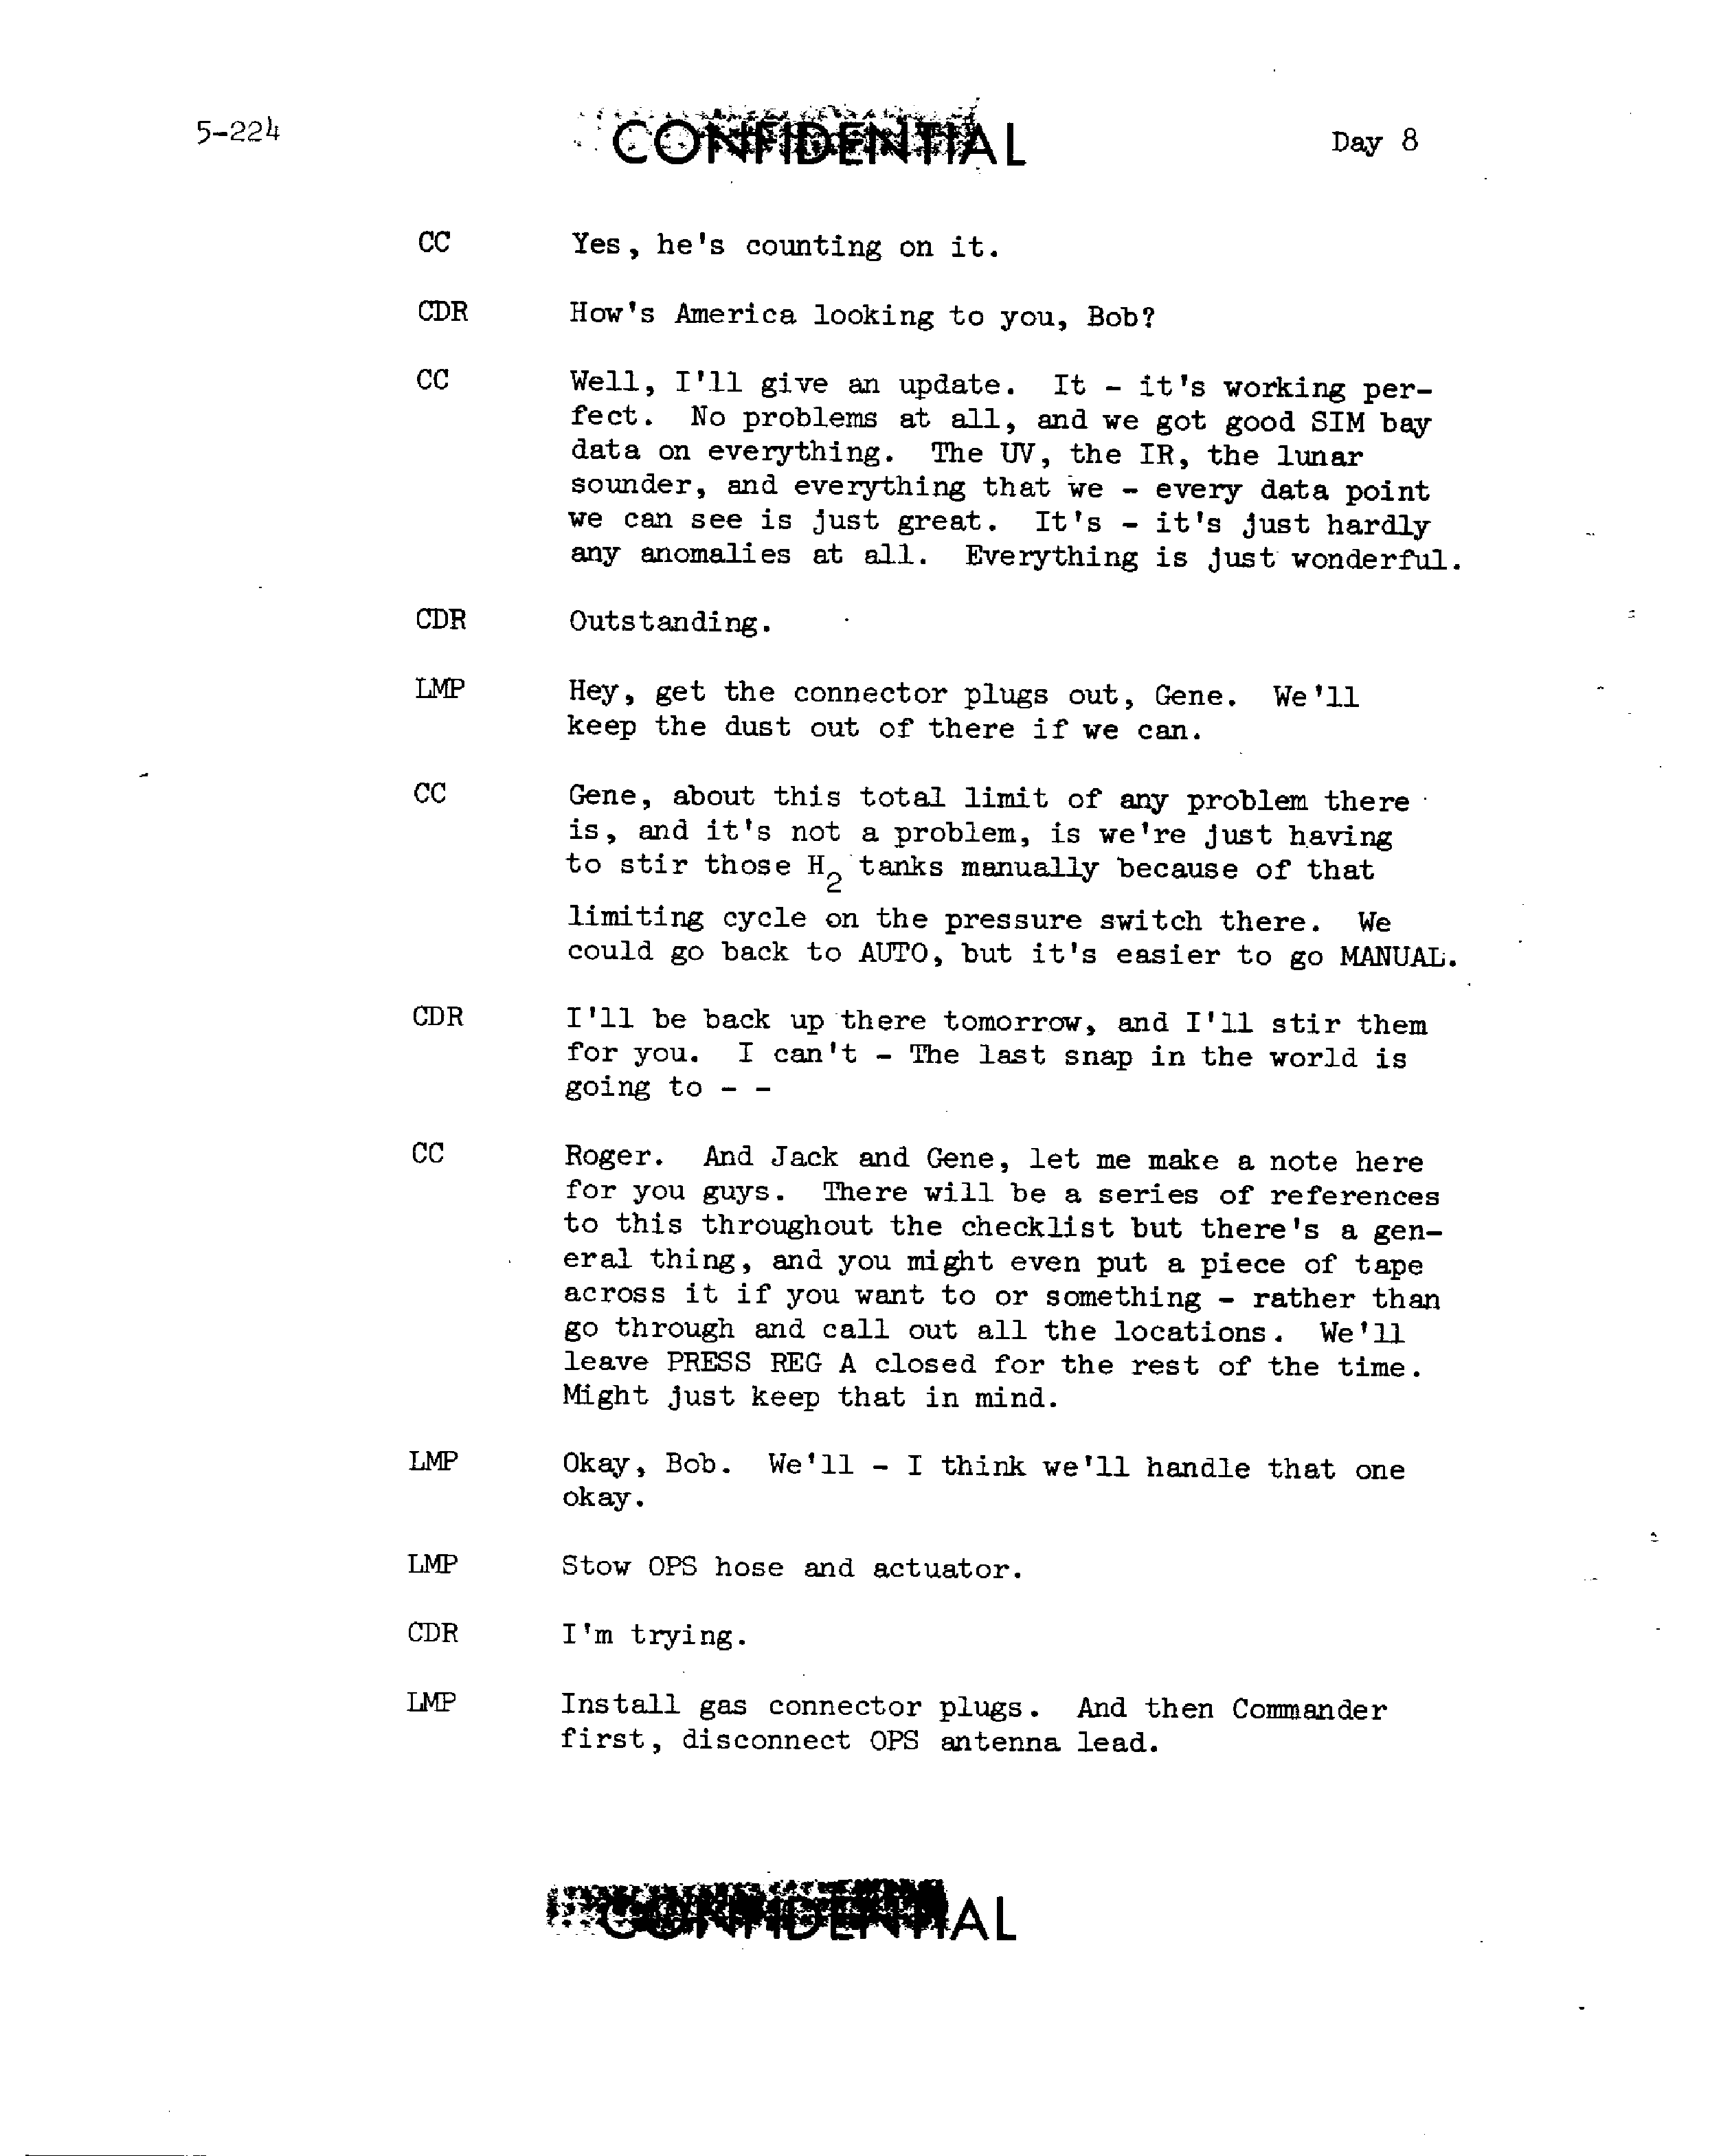 5-224 CONFIDENTIAL Day 8
CC Yes, he's counting on it.
CDR How's America looking to you, Bob?
CC Well, I'll give an update. It - it's working per-
fect. No problems at all, and we got good SIM bay
data on everything. The UV, the IR, the lunar
sounder, and everything that we - every data point
we can see is just great. It's - it's just hardly
any anomalies at all. Everything is just wonderful.
CDR Outstanding.
LMP Hey, get the connector plugs out, Gene. We'll
keep the dust out of there if we can.
CC Gene, about this total limit of any problem there
is, and it's not a problem, is we're just having
to stir those H2 tanks manually because of that
limiting cycle on the pressure switch there. We
could go back to AUTO, but it's easier to go MANUAL.
CDR I'll be back up there tomorrow, and I'll stir them
for you. I can't - The last snap in the world is
going to - -
CC Roger. And Jack and Gene, let me make a note here
for you guys. There will be a series of references
to this throughout the checklist but there's a gen-
eral thing, and you might even put a piece of tape
across it if you want to or something - rather than
go through and call out all the locations. We'll
leave PRESS REG A closed for the rest of the time.
Might just keep that in mind.
LMP Okay, Bob. We'll - I think we'll handle that one
okay.
LMP Stow OPS hose and actuator.
CDR I'm trying.
LMP Install gas connector plugs. And then Commander
first, disconnect OPS antenna lead.
CONFIDENTIAL